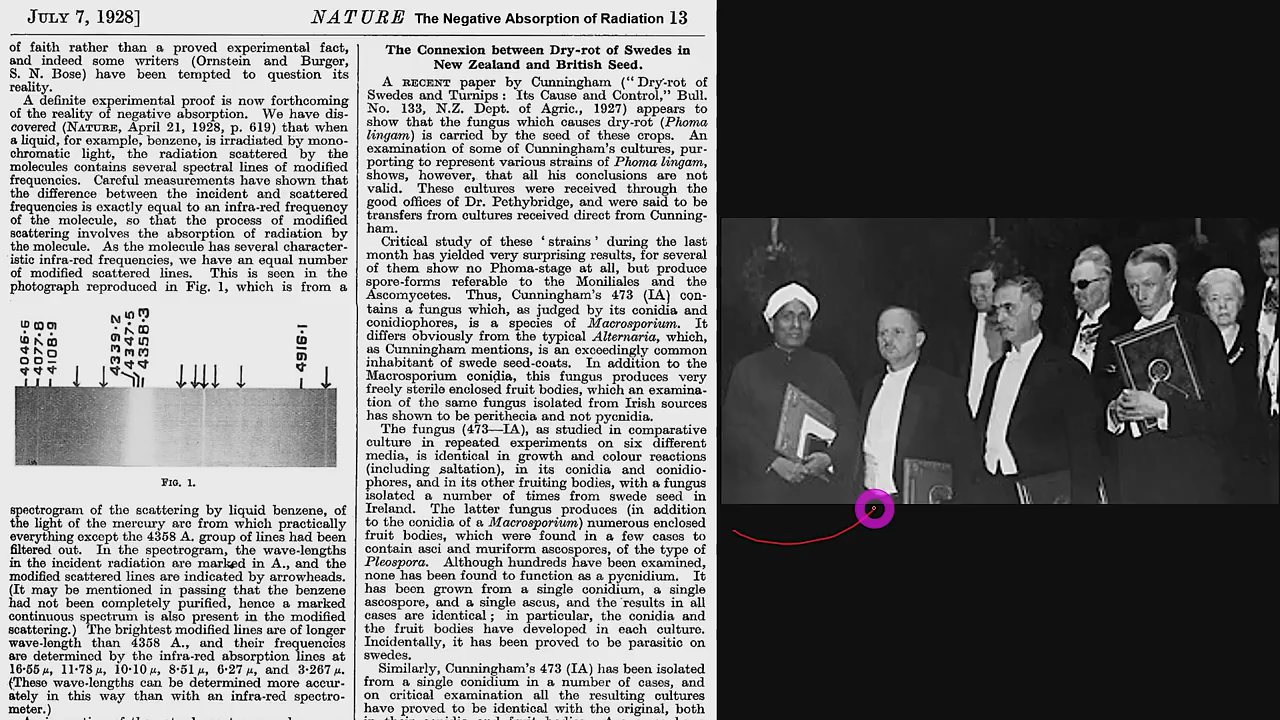 JULY 7, 1928]
NATURE The Negative Absorption of Radiation 13
of faith rather than a proved experimental fact,
and indeed some writers (Ornstein and Burger,
S. N. Bose) have been tempted to question its
reality.
A definite experimental proof is now forthcoming
of the reality of negative absorption. We have dis-
covered (NATURE, April 21, 1928, p. 619) that when
a liquid, for example, benzene, is irradiated by mono-
chromatic light, the radiation scattered by the
molecules contains several spectral lines of modified
frequencies. Careful measurements have shown that
the difference between the incident and scattered
frequencies is exactly equal to an infra-red frequency
of the molecule, so that the process of modified
scattering involves the absorption of radiation by
the molecule. As the molecule has several character-
istic infra-red frequencies, we have an equal number
of modified scattered lines. This is seen in the
photograph reproduced in Fig. 1, which is from a
4046·6
4077·8
4108·9
4339·2
4347·5
4358·3
4916·1
FIG. 1.
spectrogram of the scattering by liquid benzene, of
the light of the mercury arc from which practically
everything except the 4358 A. group of lines had been
filtered out. In the spectrogram, the wave-lengths
in the incident radiation are marked in A., and the
modified scattered lines are indicated by arrowheads.
(It may be mentioned in passing that the benzene
had not been completely purified, hence a marked
continuous spectrum is also present in the modified
scattering.) The brightest modified lines are of longer
wave-length than 4358 A., and their frequencies
are determined by the infra-red absorption lines at
16·55 μ, 11·78 μ, 10·10 μ, 8·51 μ, 6·27 μ, and 3·267 μ.
(These wave-lengths can be determined more accur-
ately in this way than with an infra-red spectro-
meter.)
The Connexion between Dry-rot of Swedes in
New Zealand and British Seed.
A RECENT paper by Cunningham (“Dry-rot of
Swedes and Turnips: Its Cause and Control,” Bull.
No. 133, N.Z. Dept. of Agric., 1927) appears to
show that the fungus which causes dry-rot (Phoma
lingam) is carried by the seed of these crops. An
examination of some of Cunningham's cultures, pur-
porting to represent various strains of Phoma lingam,
shows, however, that all his conclusions are not
valid. These cultures were received through the
good offices of Dr. Pethybridge, and were said to be
transfers from cultures received direct from Cunning-
ham.
Critical study of these ‘strains’ during the last
month has yielded very surprising results, for several
of them show no Phoma-stage at all, but produce
spore-forms referable to the Moniliales and the
Ascomycetes. Thus, Cunningham's 473 (IA) con-
tains a fungus which, as judged by its conidia and
conidiophores, is a species of Macrosporium. It
differs obviously from the typical Alternaria, which,
as Cunningham mentions, is an exceedingly common
inhabitant of swede seed-coats. In addition to the
Macrosporium conidia, this fungus produces very
freely sterile enclosed fruit bodies, which an examina-
tion of the same fungus isolated from Irish sources
has shown to be perithecia and not pycnidia.
The fungus (473—IA), as studied in comparative
culture in repeated experiments on six different
media, is identical in growth and colour reactions
(including saltation), in its conidia and conidio-
phores, and in its other fruiting bodies, with a fungus
isolated a number of times from swede seed in
Ireland. The latter fungus produces (in addition
to the conidia of a Macrosporium) numerous enclosed
fruit bodies, which were found in a few cases to
contain asci and muriform ascospores, of the type of
Pleospora. Although hundreds have been examined,
none has been found to function as a pycnidium. It
has been grown from a single conidium, a single
ascospore, and a single ascus, and the results in all
cases are identical; in particular, the conidia and
the fruit bodies have developed in each culture.
Incidentally, it has been proved to be parasitic on
swedes.
Similarly, Cunningham's 473 (IA) has been isolated
from a single conidium in a number of cases, and
on critical examination all the resulting cultures
have proved to be identical with the original, both